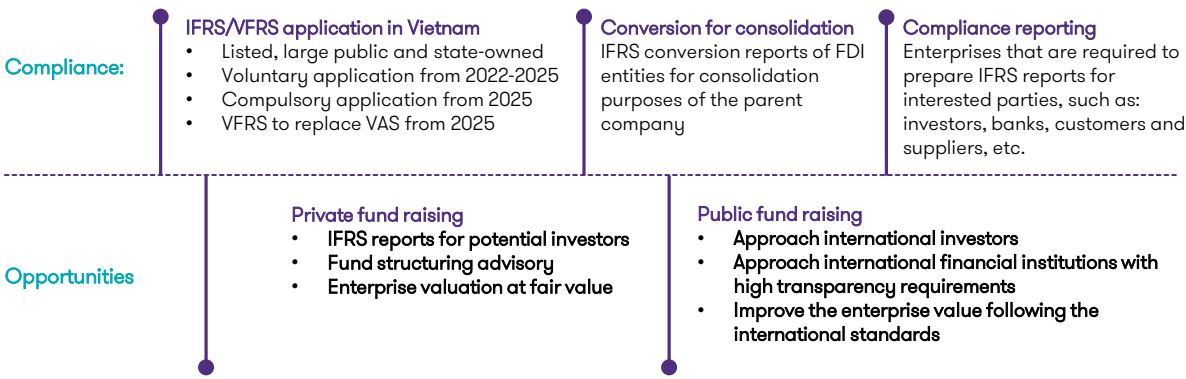 Compliance:
IFRS/VFRS application in Vietnam
• Listed, large public and state-owned
• Voluntary application from 2022-2025
• Compulsory application from 2025
• VFRS to replace VAS from 2025
Conversion for consolidation
IFRS conversion reports of FDI
entities for consolidation
purposes of the parent
company
Compliance reporting
Enterprises that are required to
prepare IFRS reports for
interested parties, such as:
investors, banks, customers and
suppliers, etc.
Opportunities
Private fund raising
• IFRS reports for potential investors
• Fund structuring advisory
• Enterprise valuation at fair value
Public fund raising
• Approach international investors
• Approach international financial institutions with
high transparency requirements
• Improve the enterprise value following the
international standards